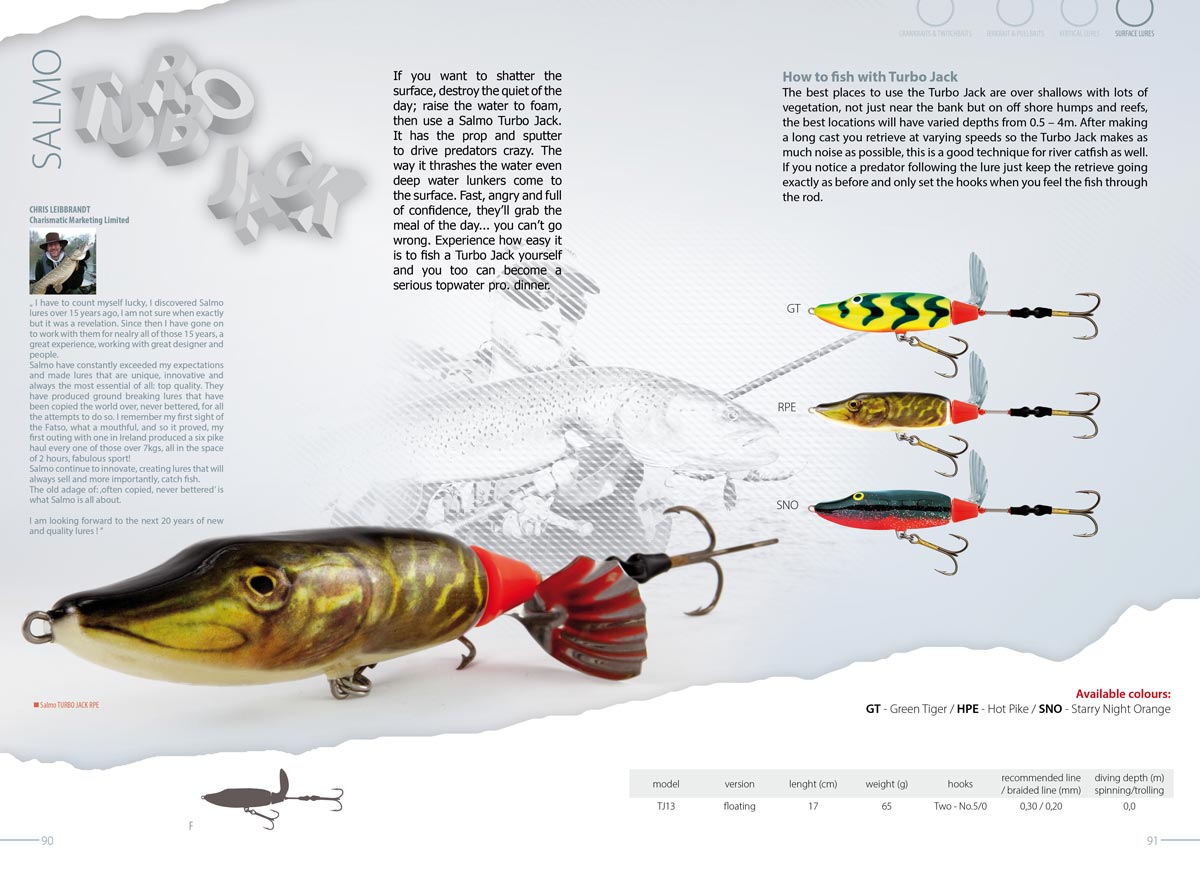 SALMO
TURBO
JACK
CHRIS LEIBBRANDT
Charismatic Marketing Limited
„ I have to count myself lucky, I discovered Salmo
lures over 15 years ago, I am not sure when exactly
but it was a revelation. Since then I have gone on
to work with them for nealry all of those 15 years, a
great experience, working with great designer and
people.
Salmo have constantly exceeded my expectations
and made lures that are unique, innovative and
always the most essential of all: top quality. They
have produced ground breaking lures that have
been copied the world over, never bettered, for all
the attempts to do so. I remember my first sight of
the Fatso, what a mouthful, and so it proved, my
first outing with one in Ireland produced a six pike
haul every one of those over 7kgs, all in the space
of 2 hours, fabulous sport!
Salmo continue to innovate, creating lures that will
always sell and more importantly, catch fish.
The old adage of: ‚often copied, never bettered' is
what Salmo is all about.
I am looking forward to the next 20 years of new
and quality lures ! "
If you want to shatter the
surface, destroy the quiet of the
day; raise the water to foam,
then use a Salmo Turbo Jack.
It has the prop and sputter
to drive predators crazy. The
way it thrashes the water even
deep water lunkers come to
the surface. Fast, angry and full
of confidence, they'll grab the
meal of the day... you can't go
wrong. Experience how easy it
is to fish a Turbo Jack yourself
and you too can become a
serious topwater pro. dinner.
CRANKBAITS & TWITCHBAITS JERKBAIT & PULLBAITS VERTICAL LURES SURFACE LURES
How to fish with Turbo Jack
The best places to use the Turbo Jack are over shallows with lots of
vegetation, not just near the bank but on off shore humps and reefs,
the best locations will have varied depths from 0.5 – 4m. After making
a long cast you retrieve at varying speeds so the Turbo Jack makes as
much noise as possible, this is a good technique for river catfish as well.
If you notice a predator following the lure just keep the retrieve going
exactly as before and only set the hooks when you feel the fish through
the rod.
GT
RPE
SNO
■ Salmo TURBO JACK RPE
Available colours:
GT - Green Tiger / HPE - Hot Pike / SNO - Starry Night Orange
F
model version lenght (cm) weight (g) hooks recommended line / braided line (mm) diving depth (m) spinning/trolling
TJ13 floating 17 65 Two - No.5/0 0,30 / 0,20 0,0
90
91